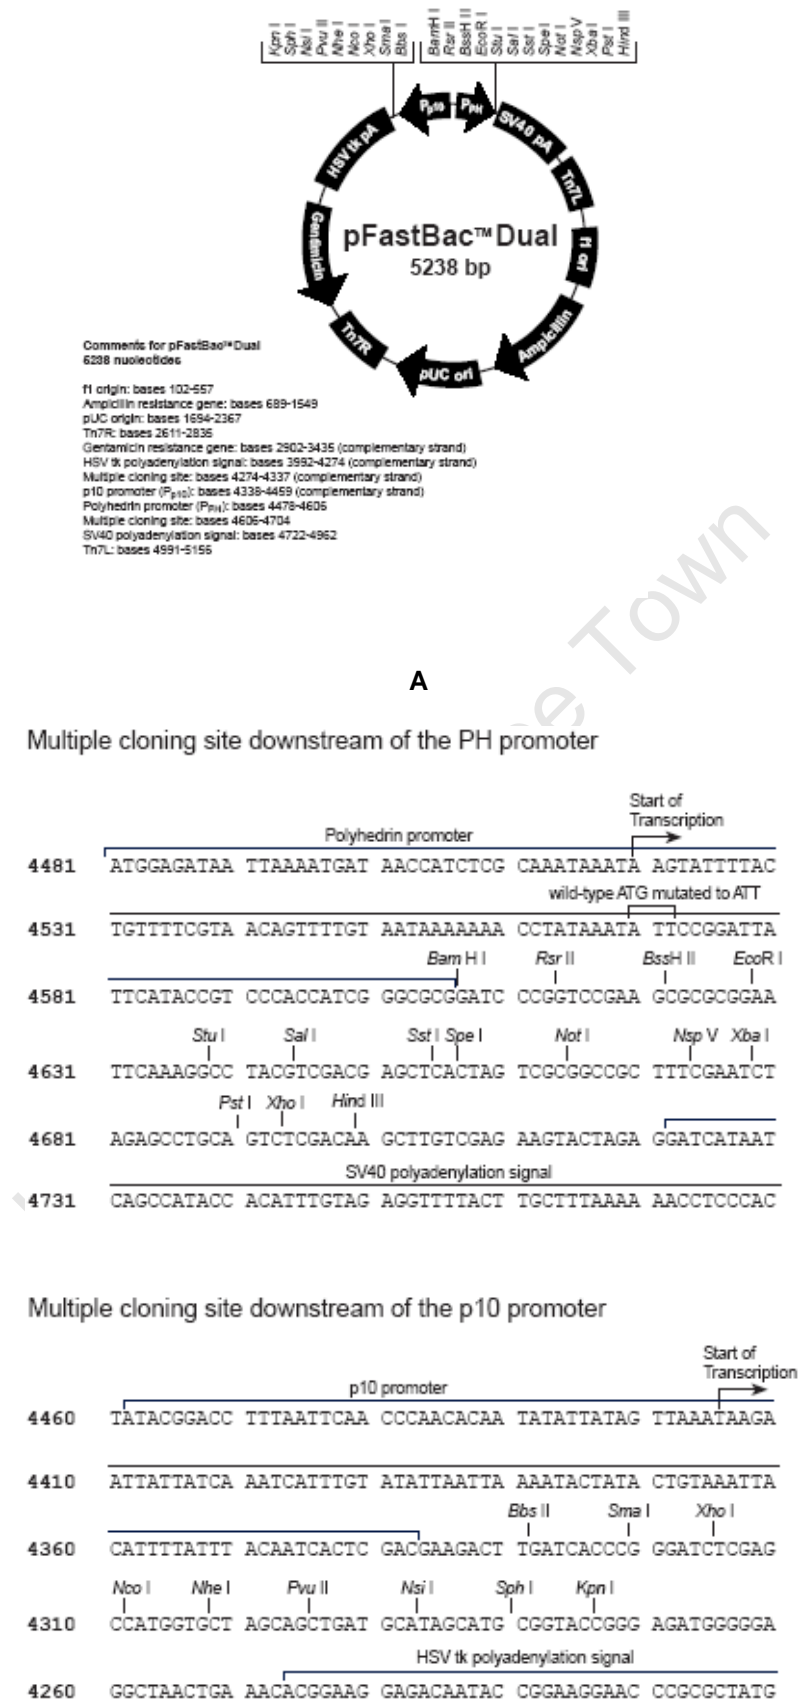 Kpn I
Sph I
Nsi I
Pvu II
Nhe I
Nco I
Xho I
Sma I
Bbs I
BamH I
Rsr II
BssH II
EcoR I
Stu I
Sal I
Sst I
Spe I
Not I
Nsp V
Xba I
Pst I
Hind III
Pp10
PPH
HSV tk pA
SV40 pA
Tn7L
Gentimicin
f1 ori
pFastBac™ Dual
5238 bp
Tn7R
pUC ori
Ampicillin
Comments for pFastBac™ Dual
5238 nucleotides
f1 origin: bases 102-557
Ampicillin resistance gene: bases 689-1549
pUC origin: bases 1694-2367
Tn7R: bases 2611-2835
Gentamicin resistance gene: bases 2902-3435 (complementary strand)
HSV tk polyadenylation signal: bases 3992-4274 (complementary strand)
Multiple cloning site: bases 4274-4337 (complementary strand)
p10 promoter (Pp10): bases 4338-4459 (complementary strand)
Polyhedrin promoter (PPH): bases 4478-4606
Multiple cloning site: bases 4606-4704
SV40 polyadenylation signal: bases 4722-4962
Tn7L: bases 4991-5156
Town
A
Multiple cloning site downstream of the PH promoter
Start of
Transcription
Polyhedrin promoter
4481 ATGGAGATAA TTAAAATGAT AACCATCTCG CAAATAAATA AGTATTTTAC
wild-type ATG mutated to ATT
4531 TGTTTTCGTA ACAGTTTTGT AATAAAAAAA CCTATAAATA TTCCGGATTA
Bam H I Rsr II BssH II EcoR I
4581 TTCATACCGT CCCACCATCG GGCGCGGATC CCGGTCCGAA GCGCGCGGAA
Stu I Sal I Sst I Spe I Not I Nsp V Xba I
4631 TTCAAAGGCC TACGTCGACG AGCTCACTAG TCGCGGCCGC TTTCGAATCT
Pst I Xho I Hind III
4681 AGAGCCTGCA GTCTCGACAA GCTTGTCGAG AAGTACTAGA GGATCATAAT
SV40 polyadenylation signal
4731 CAGCCATACC ACATTTGTAG AGGTTTTACT TGCTTTAAAA AACCTCCCAC
Multiple cloning site downstream of the p10 promoter
Start of
Transcription
p10 promoter
4460 TATACGGACC TTTAATTCAA CCCAACACAA TATATTATAG TTAAATAAGA
4410 ATTATTATCA AATCATTTGT ATATTAATTA AAATACTATA CTGTAAATTA
Bbs II Sma I Xho I
4360 CATTTTATTT ACAATCACTC GACGAAGACT TGATCACCCG GGATCTCGAG
Nco I Nhe I Pvu II Nsi I Sph I Kpn I
4310 CCATGGTGCT AGCAGCTGAT GCATAGCATG CGGTACCGGG AGATGGGGGA
HSV tk polyadenylation signal
4260 GGCTAACTGA AACACGGAAG GAGACAATAC CGGAAGGAAC CCGCGCTATG